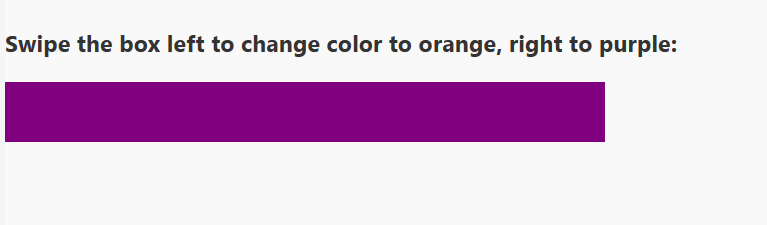 Swipe the box left to change color to orange, right to purple: